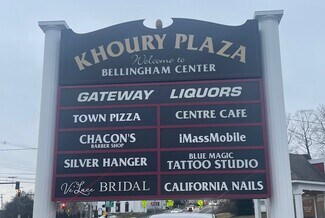 KHOURY PLAZA
Welcome to
BELLINGHAM CENTER
GATEWAY LIQUORS
TOWN PIZZA
CENTRE CAFE
CHACON'S
BARBER SHOP
iMassMobile
SILVER HANGER
BLUE MAGIC
TATTOO STUDIO
VeLace BRIDAL
CALIFORNIA NAILS